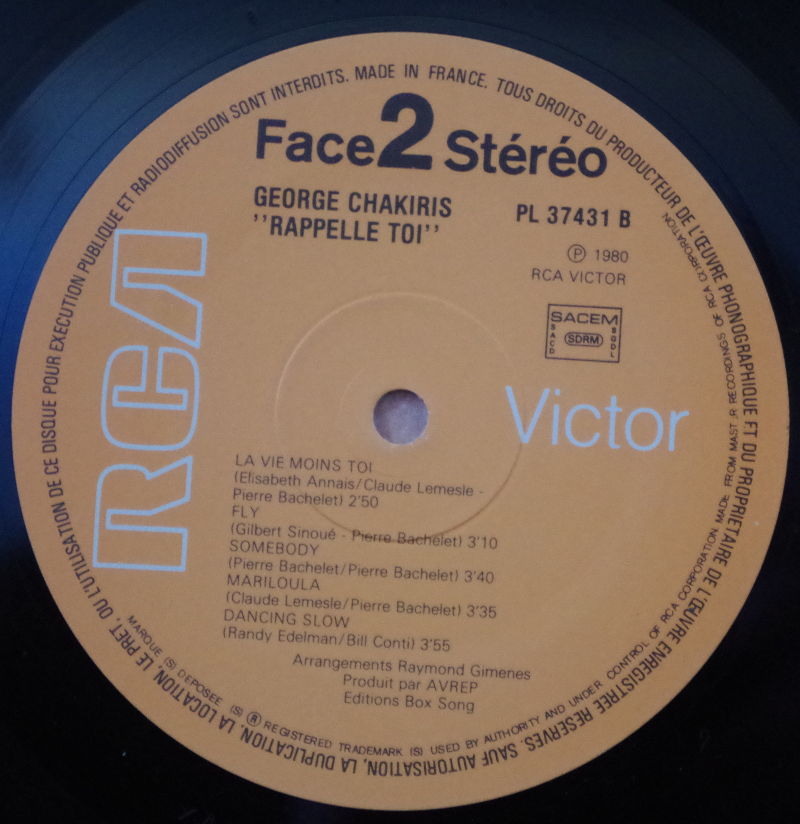 DROITS DU PRODUCTEUR DE L'ŒUVRE PHONOGRAPHIQUE ET DU PROPRIETAIRE DE L'ŒUVRE ENREGISTREE RESERVES. SAUF AUTORISATION, LA DUPLICATION, LA LOCATION, LE PRET, OU L'UTILISATION DE CE DISQUE POUR EXECUTION PUBLIQUE ET RADIODIFFUSION SONT INTERDITS. MADE IN FRANCE. TOUS
Face 2 Stéréo
GEORGE CHAKIRIS
''RAPPELLE TOI''
PL 37431 B
Ⓟ 1980
RCA VICTOR
SACEM
SACD
SDRM
SGDL
RCA
Victor
LA VIE MOINS TOI
(Elisabeth Annais/Claude Lemesle -
Pierre Bachelet) 2'50
FLY
(Gilbert Sinoué - Pierre Bachelet) 3'10
SOMEBODY
(Pierre Bachelet/Pierre Bachelet) 3'40
MARILOULA
(Claude Lemesle/Pierre Bachelet) 3'35
DANCING SLOW
(Randy Edelman/Bill Conti) 3'55
Arrangements Raymond Gimenes
Produit par AVREP
Editions Box Song
MARQUE (S) DEPOSEE (S) ® REGISTERED TRADEMARK (S) USED BY AUTHORITY AND UNDER CONTROL OF RCA CORPORATION. MADE FROM MASTER RECORDINGS OF RCA CORPORATION